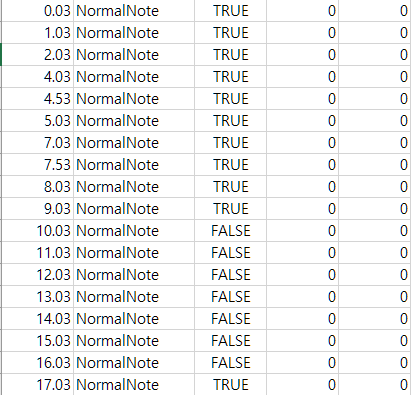 0.03 NormalNote TRUE 0 0
1.03 NormalNote TRUE 0 0
2.03 NormalNote TRUE 0 0
4.03 NormalNote TRUE 0 0
4.53 NormalNote TRUE 0 0
5.03 NormalNote TRUE 0 0
7.03 NormalNote TRUE 0 0
7.53 NormalNote TRUE 0 0
8.03 NormalNote TRUE 0 0
9.03 NormalNote TRUE 0 0
10.03 NormalNote FALSE 0 0
11.03 NormalNote FALSE 0 0
12.03 NormalNote FALSE 0 0
13.03 NormalNote FALSE 0 0
14.03 NormalNote FALSE 0 0
15.03 NormalNote FALSE 0 0
16.03 NormalNote FALSE 0 0
17.03 NormalNote TRUE 0 0